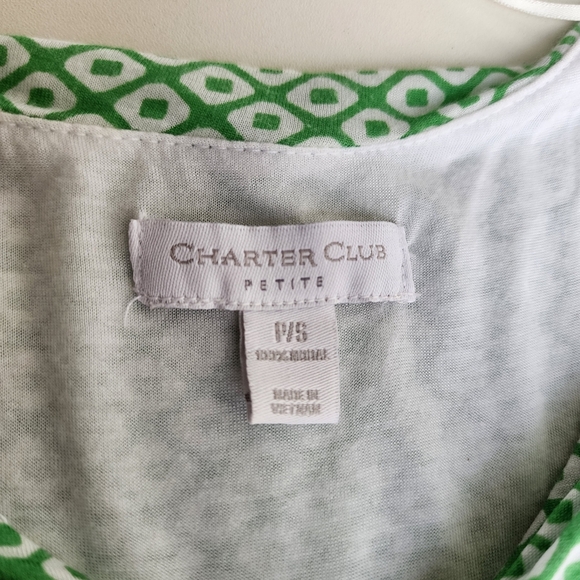 CHARTER CLUB
PETITE
P/S
100% MODAL
MADE IN
VIETNAM